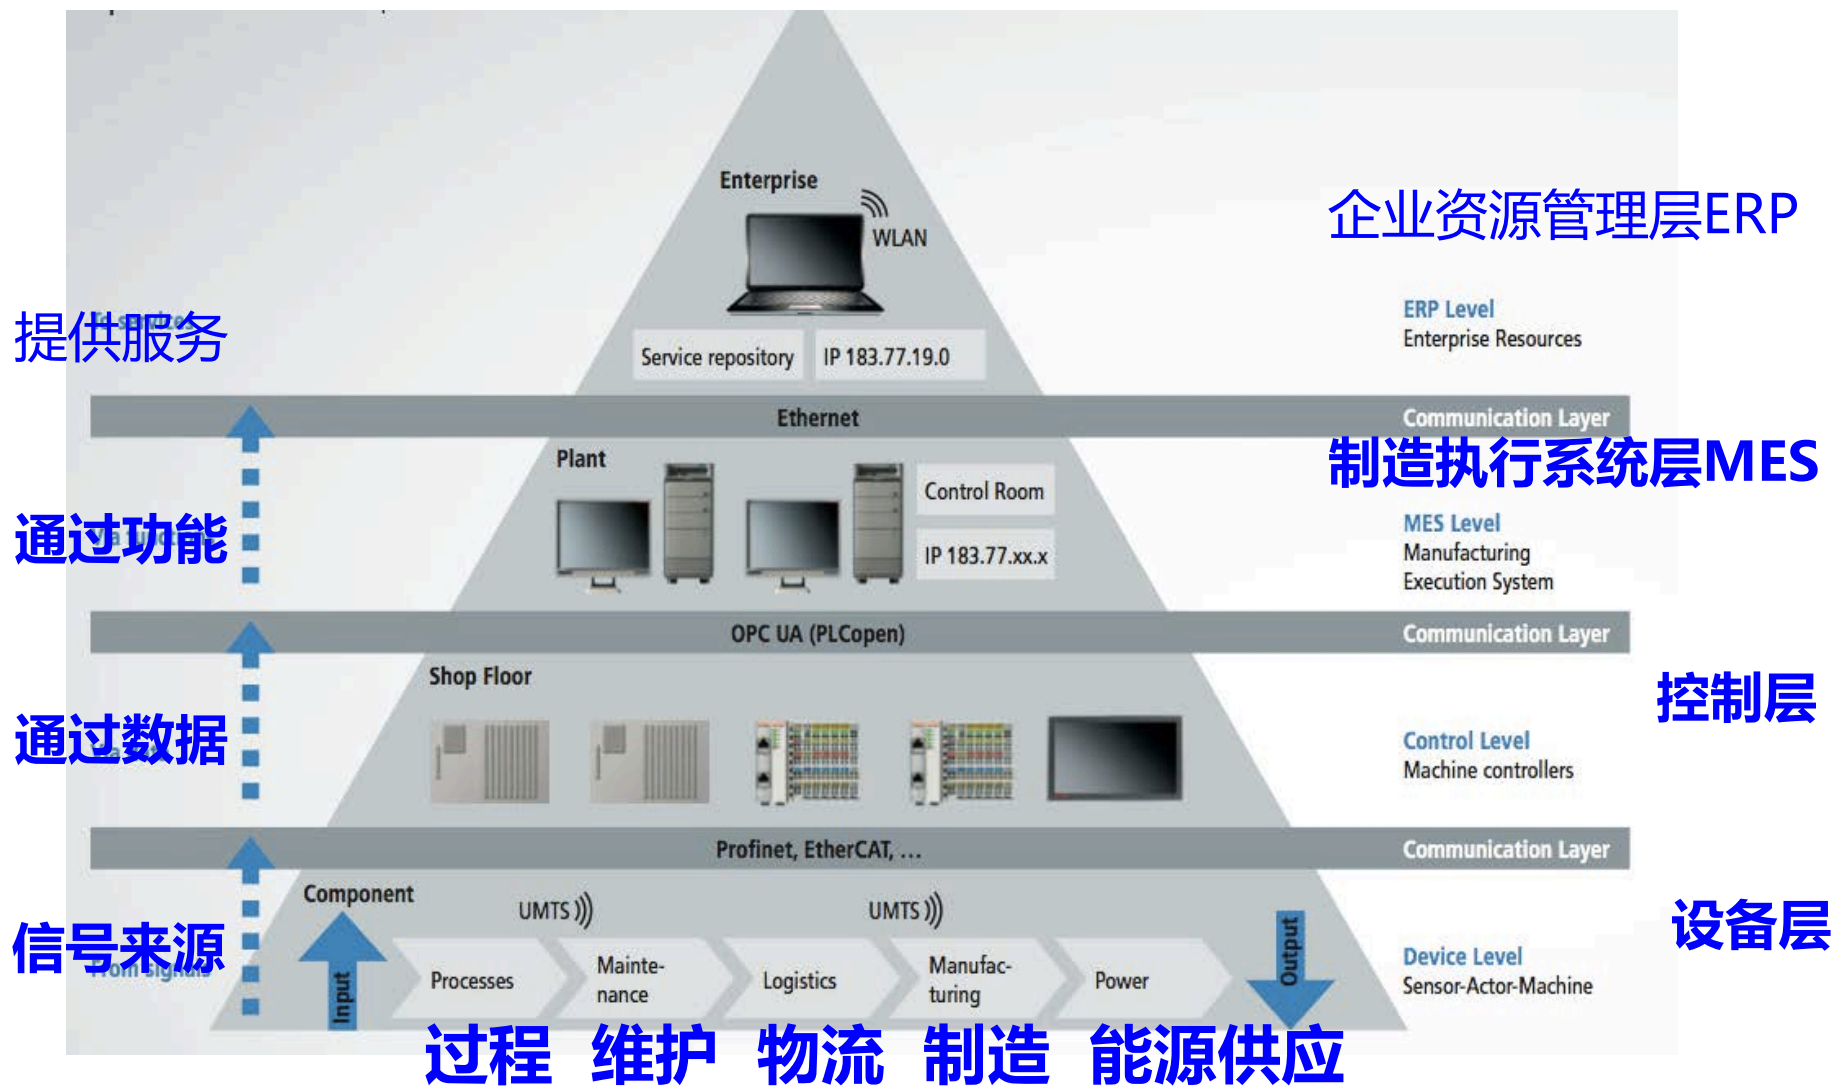 Enterprise
WLAN
企业资源管理层ERP
提供服务
ERP Level
Enterprise Resources
Service repository
IP 183.77.19.0
Ethernet
Communication Layer
制造执行系统层MES
Plant
Control Room
通过功能
IP 183.77.xx.x
MES Level
Manufacturing
Execution System
OPC UA (PLCopen)
Communication Layer
Shop Floor
控制层
通过数据
Control Level
Machine controllers
Profinet, EtherCAT, ...
Communication Layer
Component
UMTS
UMTS
设备层
信号来源
From signals
Input
Processes
Mainte-
nance
Logistics
Manufac-
turing
Power
Output
Device Level
Sensor-Actor-Machine
过程 维护 物流 制造 能源供应